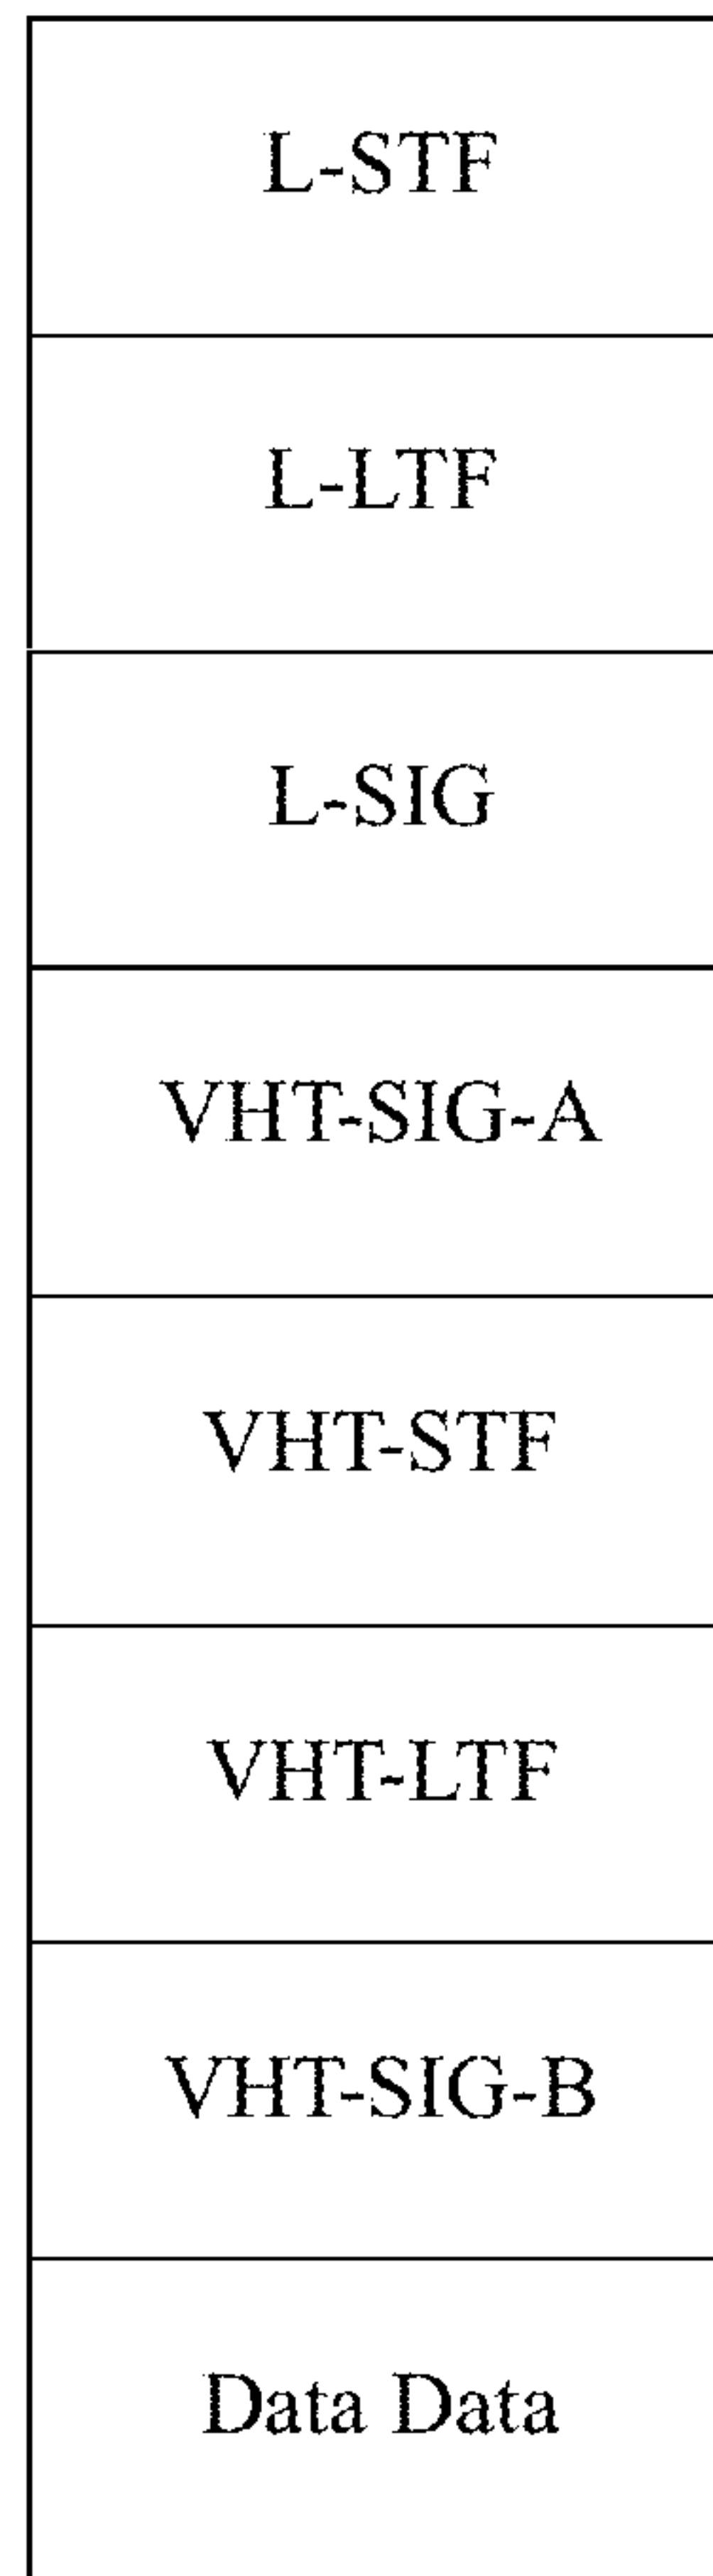 L-STF
L-LTF
L-SIG
VHT-SIG-A
VHT-STF
VHT-LTF
VHT-SIG-B
Data Data